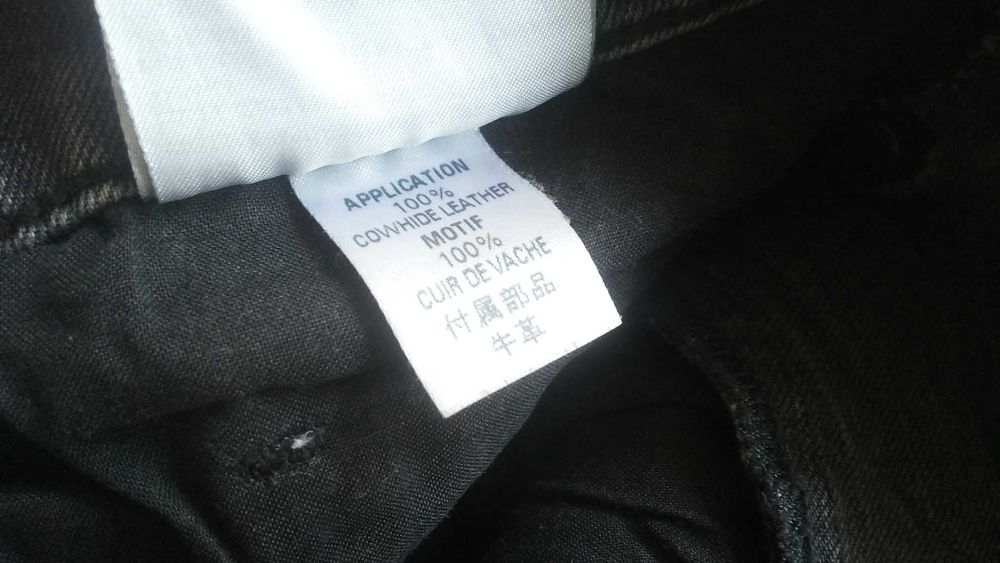 APPLICATION
100%
COWHIDE LEATHER
MOTIF
100%
CUIR DE VACHE
付属部品
牛革